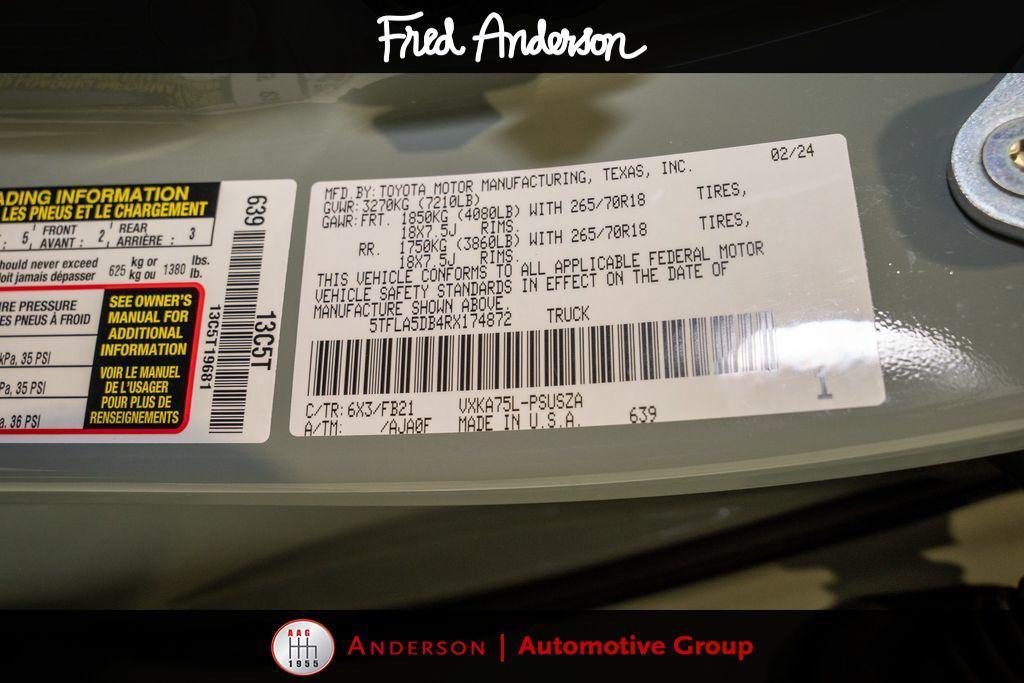 Fred Anderson
ADING INFORMATION
LES PNEUS ET LE CHARGEMENT
: 5, FRONT AVANT : 2, REAR ARRIÈRE : 3
hould never exceed 625 kg or 1380 lbs.
oit jamais dépasser kg ou lb.
RE PRESSURE
ES PNEUS À FROID
kPa, 35 PSI
Pa, 35 PSI
a, 36 PSI
SEE OWNER'S
MANUAL FOR
ADDITIONAL
INFORMATION
VOIR LE MANUEL
DE L'USAGER
POUR PLUS DE
RENSEIGNEMENTS
639
13C5T19681
13C5T
02/24
MFD. BY: TOYOTA MOTOR MANUFACTURING, TEXAS, INC.
GVWR: 3270KG (7210LB)
GAWR: FRT. 1850KG (4080LB) WITH 265/70R18 TIRES,
18X7.5J RIMS.
RR. 1750KG (3860LB) WITH 265/70R18 TIRES,
18X7.5J RIMS.
THIS VEHICLE CONFORMS TO ALL APPLICABLE FEDERAL MOTOR
VEHICLE SAFETY STANDARDS IN EFFECT ON THE DATE OF
MANUFACTURE SHOWN ABOVE.
5TFLA5DB4RX174872 TRUCK
C/TR: 6X3/FB21 VXKA75L-PSUSZA
A/TM: /AJA0F MADE IN U.S.A. 639
1
AAG
1955
ANDERSON | Automotive Group